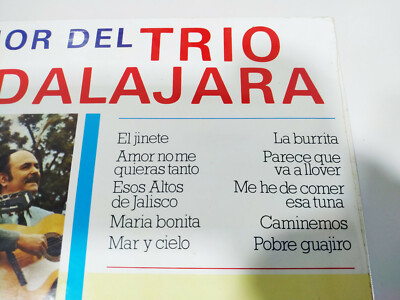 JOR DEL TRIO
DALAJARA
El jinete
Amor no me
quieras tanto
Esos Altos
de Jalisco
Maria bonita
Mar y cielo
La burrita
Parece que
va a llover
Me he de comer
esa tuna
Caminemos
Pobre guajiro